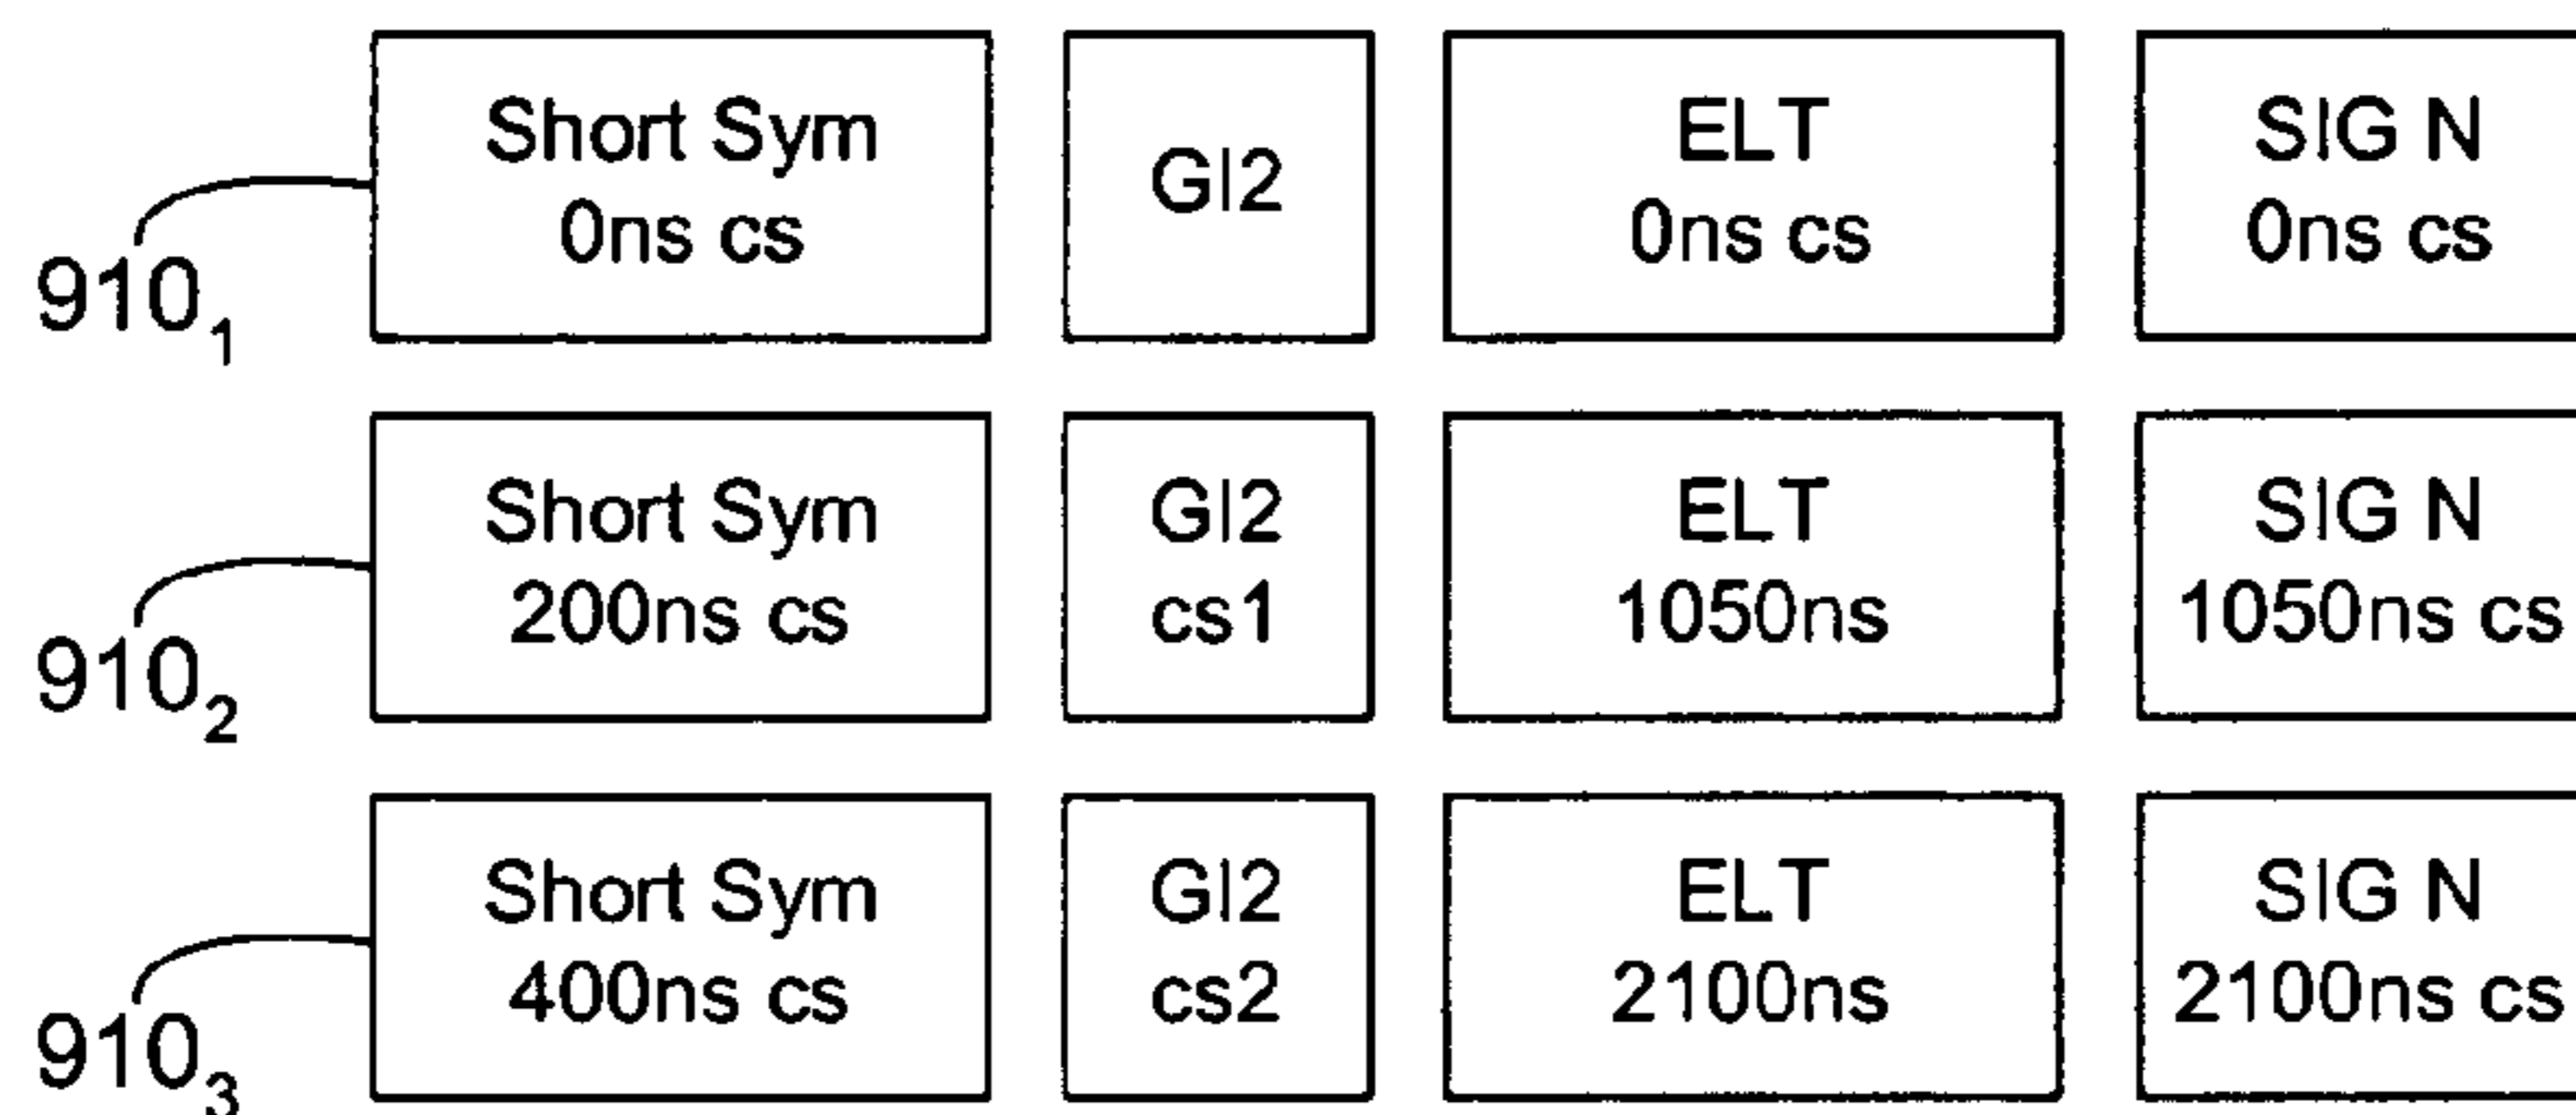 Short Sym
0ns cs
GI2
ELT
0ns cs
SIG N
0ns cs
910₁
Short Sym
200ns cs
GI2
cs1
ELT
1050ns
SIG N
1050ns cs
910₂
Short Sym
400ns cs
GI2
cs2
ELT
2100ns
SIG N
2100ns cs
910₃